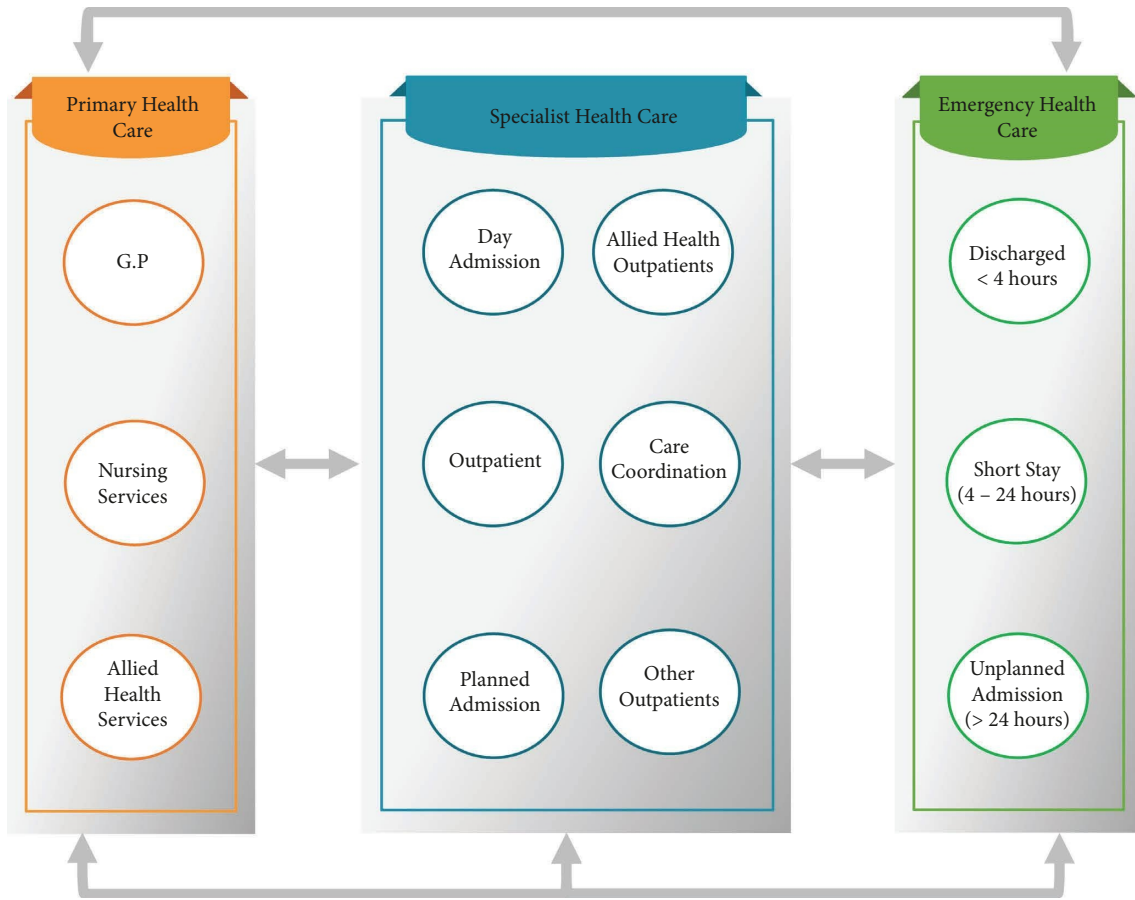 Primary Health
Care
G.P
Nursing
Services
Allied
Health
Services
Specialist Health Care
Day
Admission
Allied Health
Outpatients
Outpatient
Care
Coordination
Planned
Admission
Other
Outpatients
Emergency Health
Care
Discharged
< 4 hours
Short Stay
(4 – 24 hours)
Unplanned
Admission
(> 24 hours)